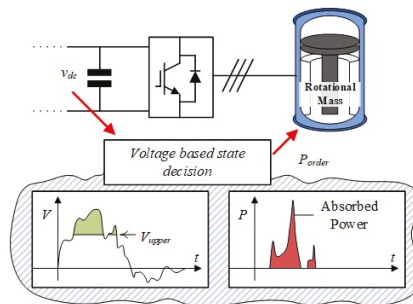 v_dc
Rotational
Mass
Voltage based state
decision
P_order
V
V_upper
t
P
Absorbed
Power
t